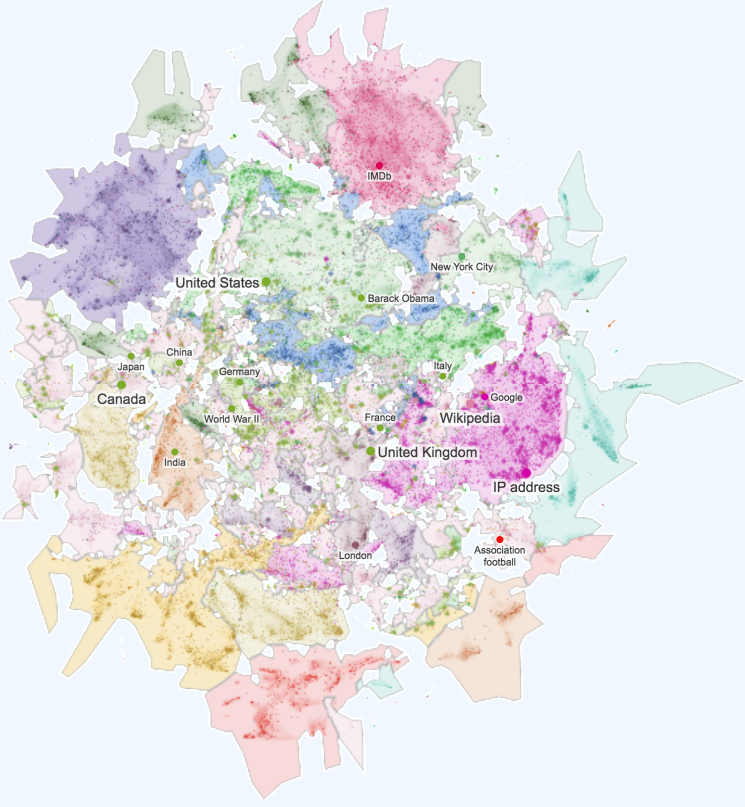 IMDb
New York City
United States
Barack Obama
China
Japan
Italy
Germany
Canada
Google
World War II
France
Wikipedia
United Kingdom
India
IP address
London
Association
football